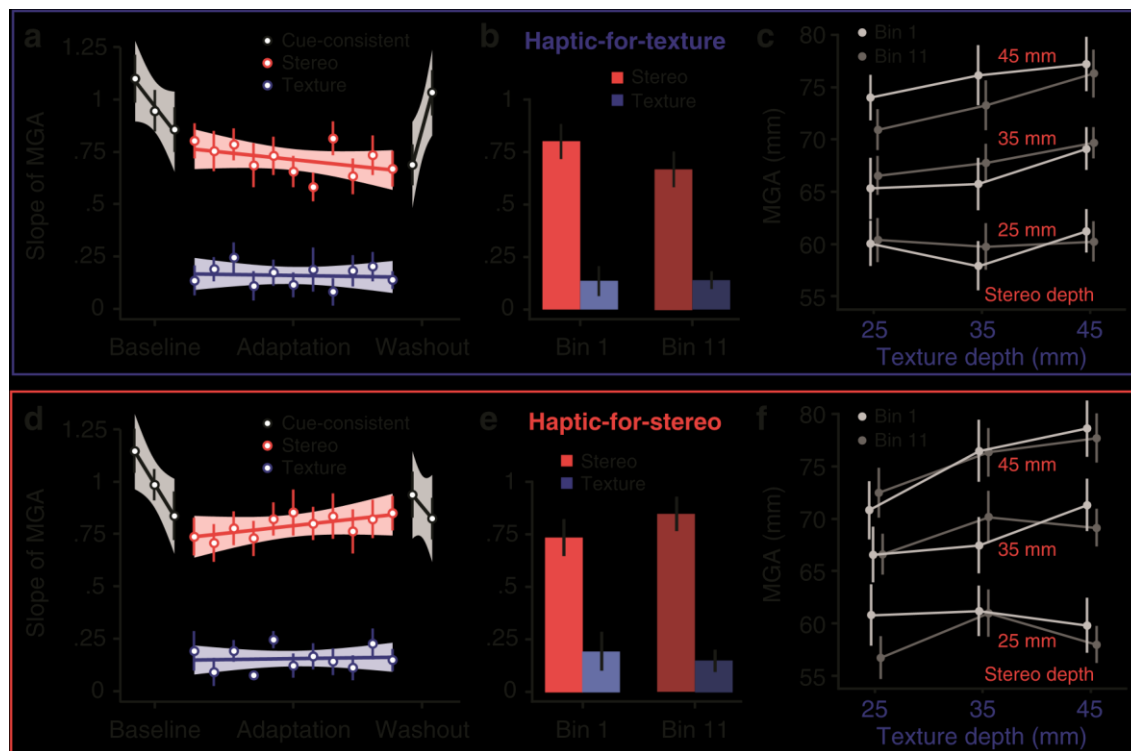 a
1.25
1
.75
.5
.25
0
Slope of MGA
Cue-consistent
Stereo
Texture
Baseline
Adaptation
Washout
b
Haptic-for-texture
Stereo
Texture
1
.75
.5
.25
0
Bin 1
Bin 11
c
80
75
70
65
60
55
MGA (mm)
Bin 1
Bin 11
45 mm
35 mm
25 mm
Stereo depth
25
35
45
Texture depth (mm)
d
1.25
1
.75
.5
.25
0
Slope of MGA
Cue-consistent
Stereo
Texture
Baseline
Adaptation
Washout
e
Haptic-for-stereo
Stereo
Texture
1
.75
.5
.25
0
Bin 1
Bin 11
f
80
75
70
65
60
55
MGA (mm)
Bin 1
Bin 11
45 mm
35 mm
25 mm
Stereo depth
25
35
45
Texture depth (mm)